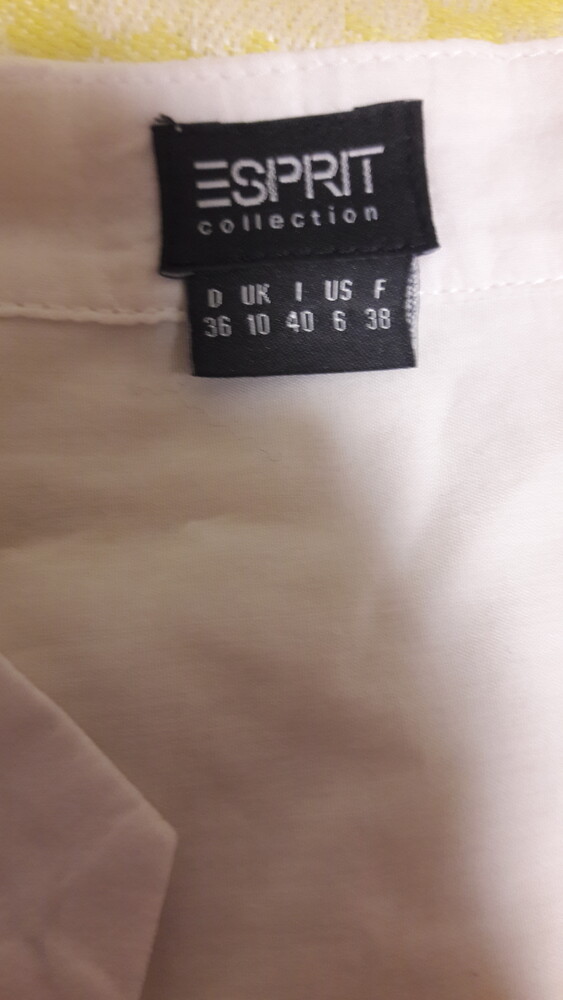 ESPRIT
collection
D UK I US F
36 10 40 6 38